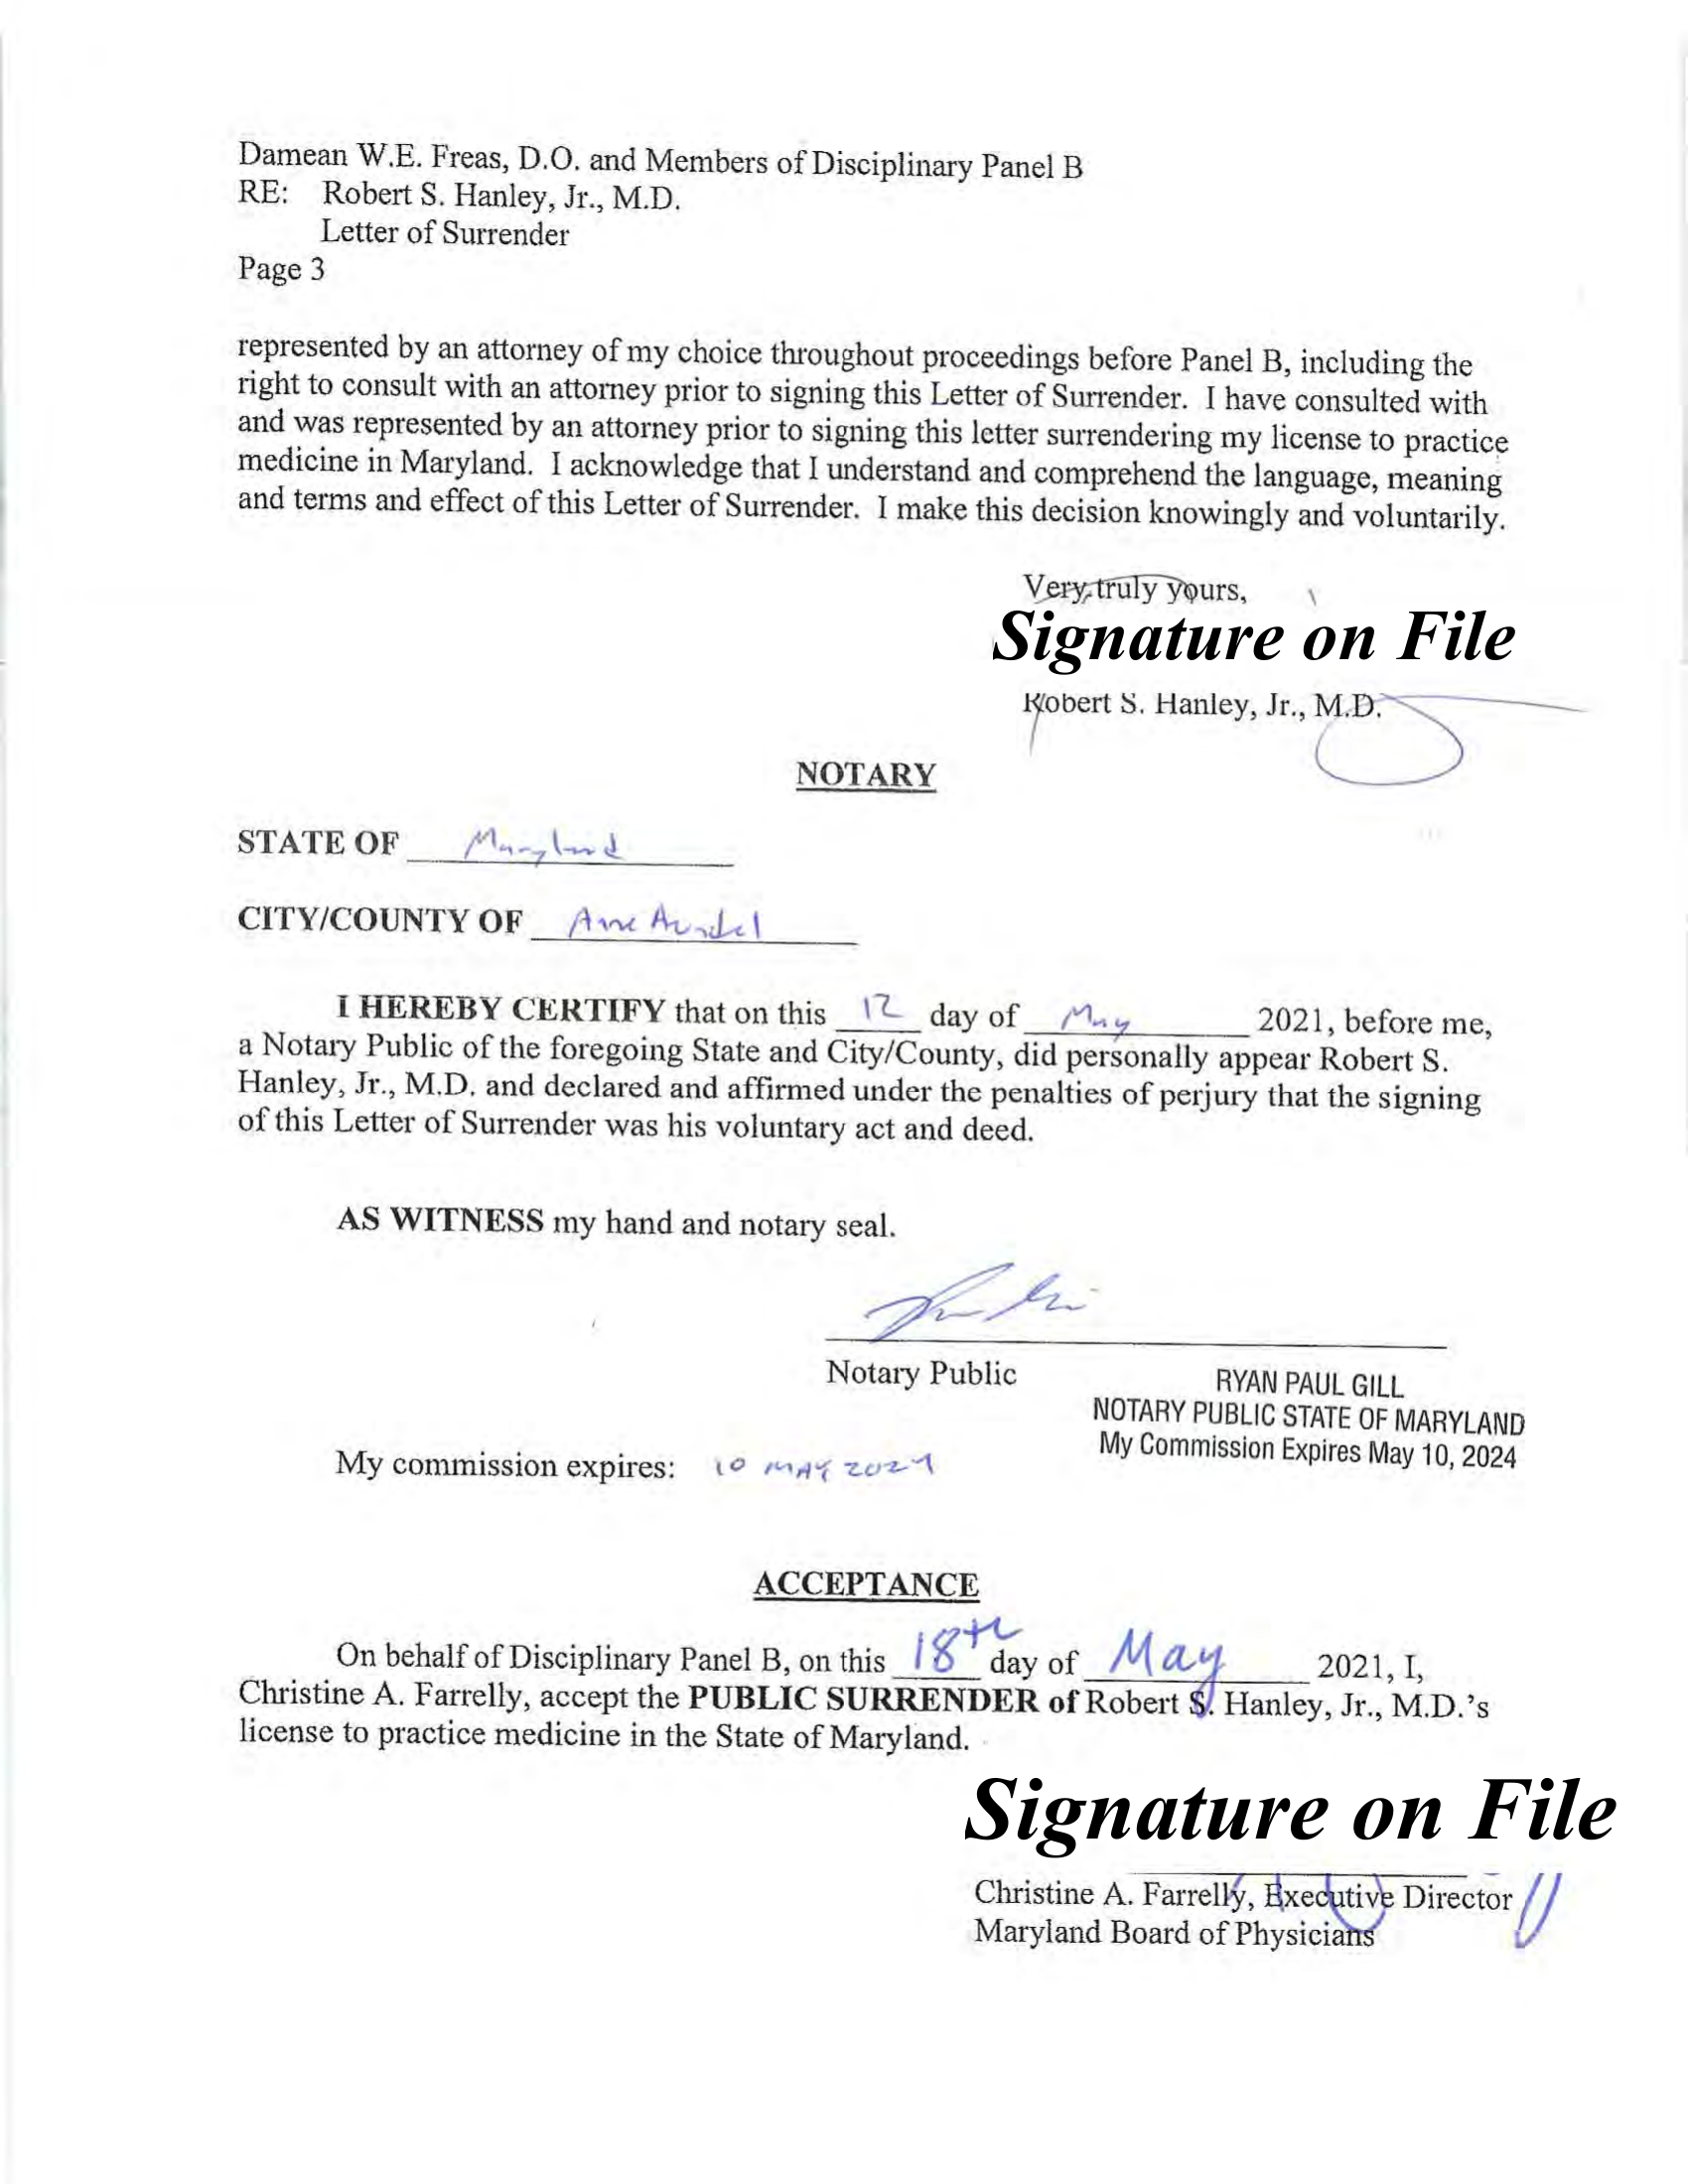 Damean W.E. Freas, D.O. and Members of Disciplinary Panel B
RE: Robert S. Hanley, Jr., M.D.
Letter of Surrender
Page 3
represented by an attorney of my choice throughout proceedings before Panel B, including the
right to consult with an attorney prior to signing this Letter of Surrender. I have consulted with
and was represented by an attorney prior to signing this letter surrendering my license to practice
medicine in Maryland. I acknowledge that I understand and comprehend the language, meaning
and terms and effect of this Letter of Surrender. I make this decision knowingly and voluntarily.
Very truly yours,
Signature on File
Robert S. Hanley, Jr., M.D.
NOTARY
STATE OF Maryland
CITY/COUNTY OF Anne Arundel
I HEREBY CERTIFY that on this 12 day of May 2021, before me,
a Notary Public of the foregoing State and City/County, did personally appear Robert S.
Hanley, Jr., M.D. and declared and affirmed under the penalties of perjury that the signing
of this Letter of Surrender was his voluntary act and deed.
AS WITNESS my hand and notary seal.
Notary Public
RYAN PAUL GILL
NOTARY PUBLIC STATE OF MARYLAND
My Commission Expires May 10, 2024
My commission expires: 10 MAY 2024
ACCEPTANCE
On behalf of Disciplinary Panel B, on this 18th day of May 2021, I,
Christine A. Farrelly, accept the PUBLIC SURRENDER of Robert S. Hanley, Jr., M.D.'s
license to practice medicine in the State of Maryland.
Signature on File
Christine A. Farrelly, Executive Director
Maryland Board of Physicians